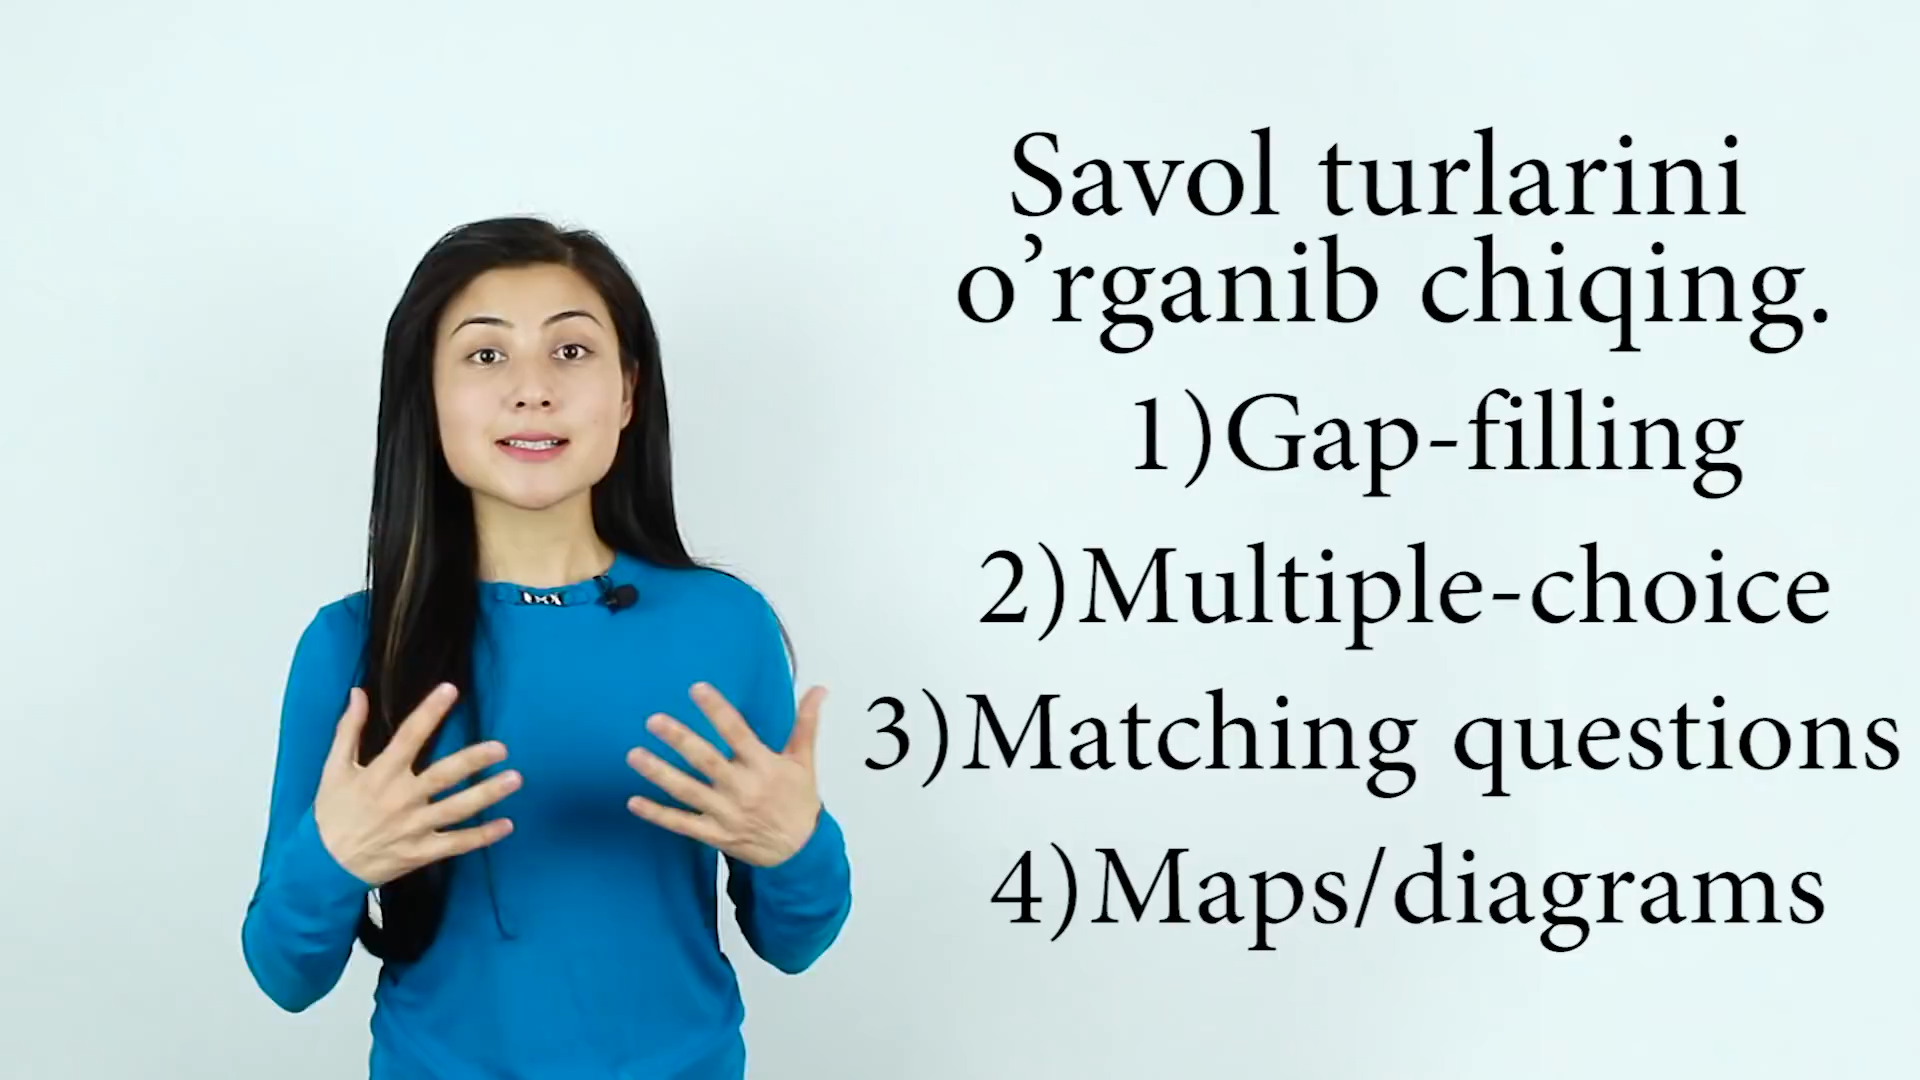 Savol turlarini
o’rganib chiqing.
1)Gap-filling
2)Multiple-choice
3)Matching questions
4)Maps/diagrams